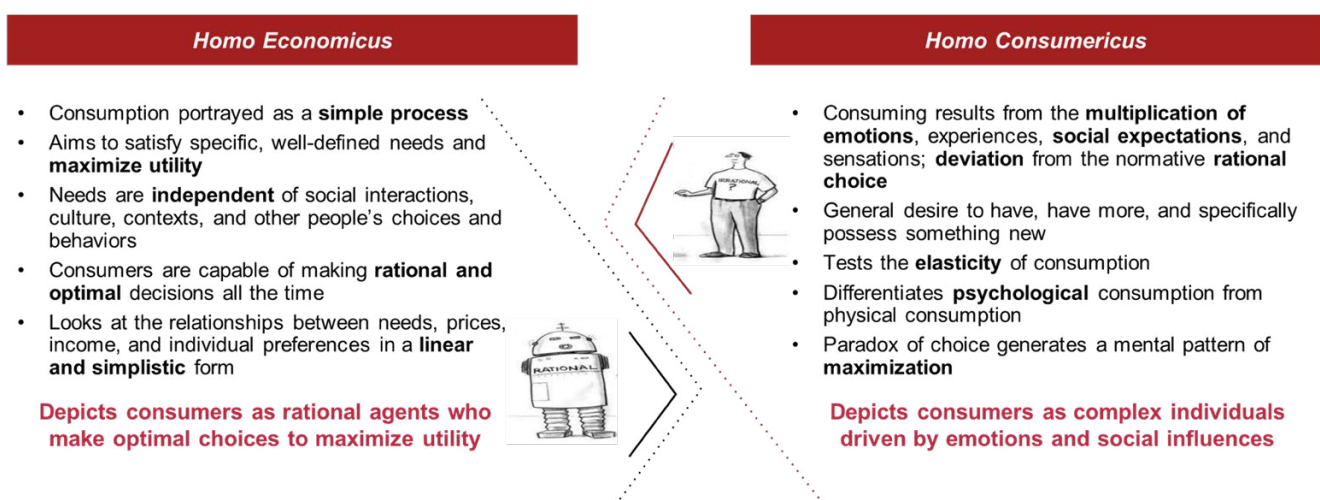 Homo Economicus
• Consumption portrayed as a simple process
• Aims to satisfy specific, well-defined needs and
maximize utility
• Needs are independent of social interactions,
culture, contexts, and other people's choices and
behaviors
• Consumers are capable of making rational and
optimal decisions all the time
• Looks at the relationships between needs, prices,
income, and individual preferences in a linear
and simplistic form
Depicts consumers as rational agents who
make optimal choices to maximize utility
RATIONAL
IRRATIONAL
?
Homo Consumericus
• Consuming results from the multiplication of
emotions, experiences, social expectations, and
sensations; deviation from the normative rational
choice
• General desire to have, have more, and specifically
possess something new
• Tests the elasticity of consumption
• Differentiates psychological consumption from
physical consumption
• Paradox of choice generates a mental pattern of
maximization
Depicts consumers as complex individuals
driven by emotions and social influences